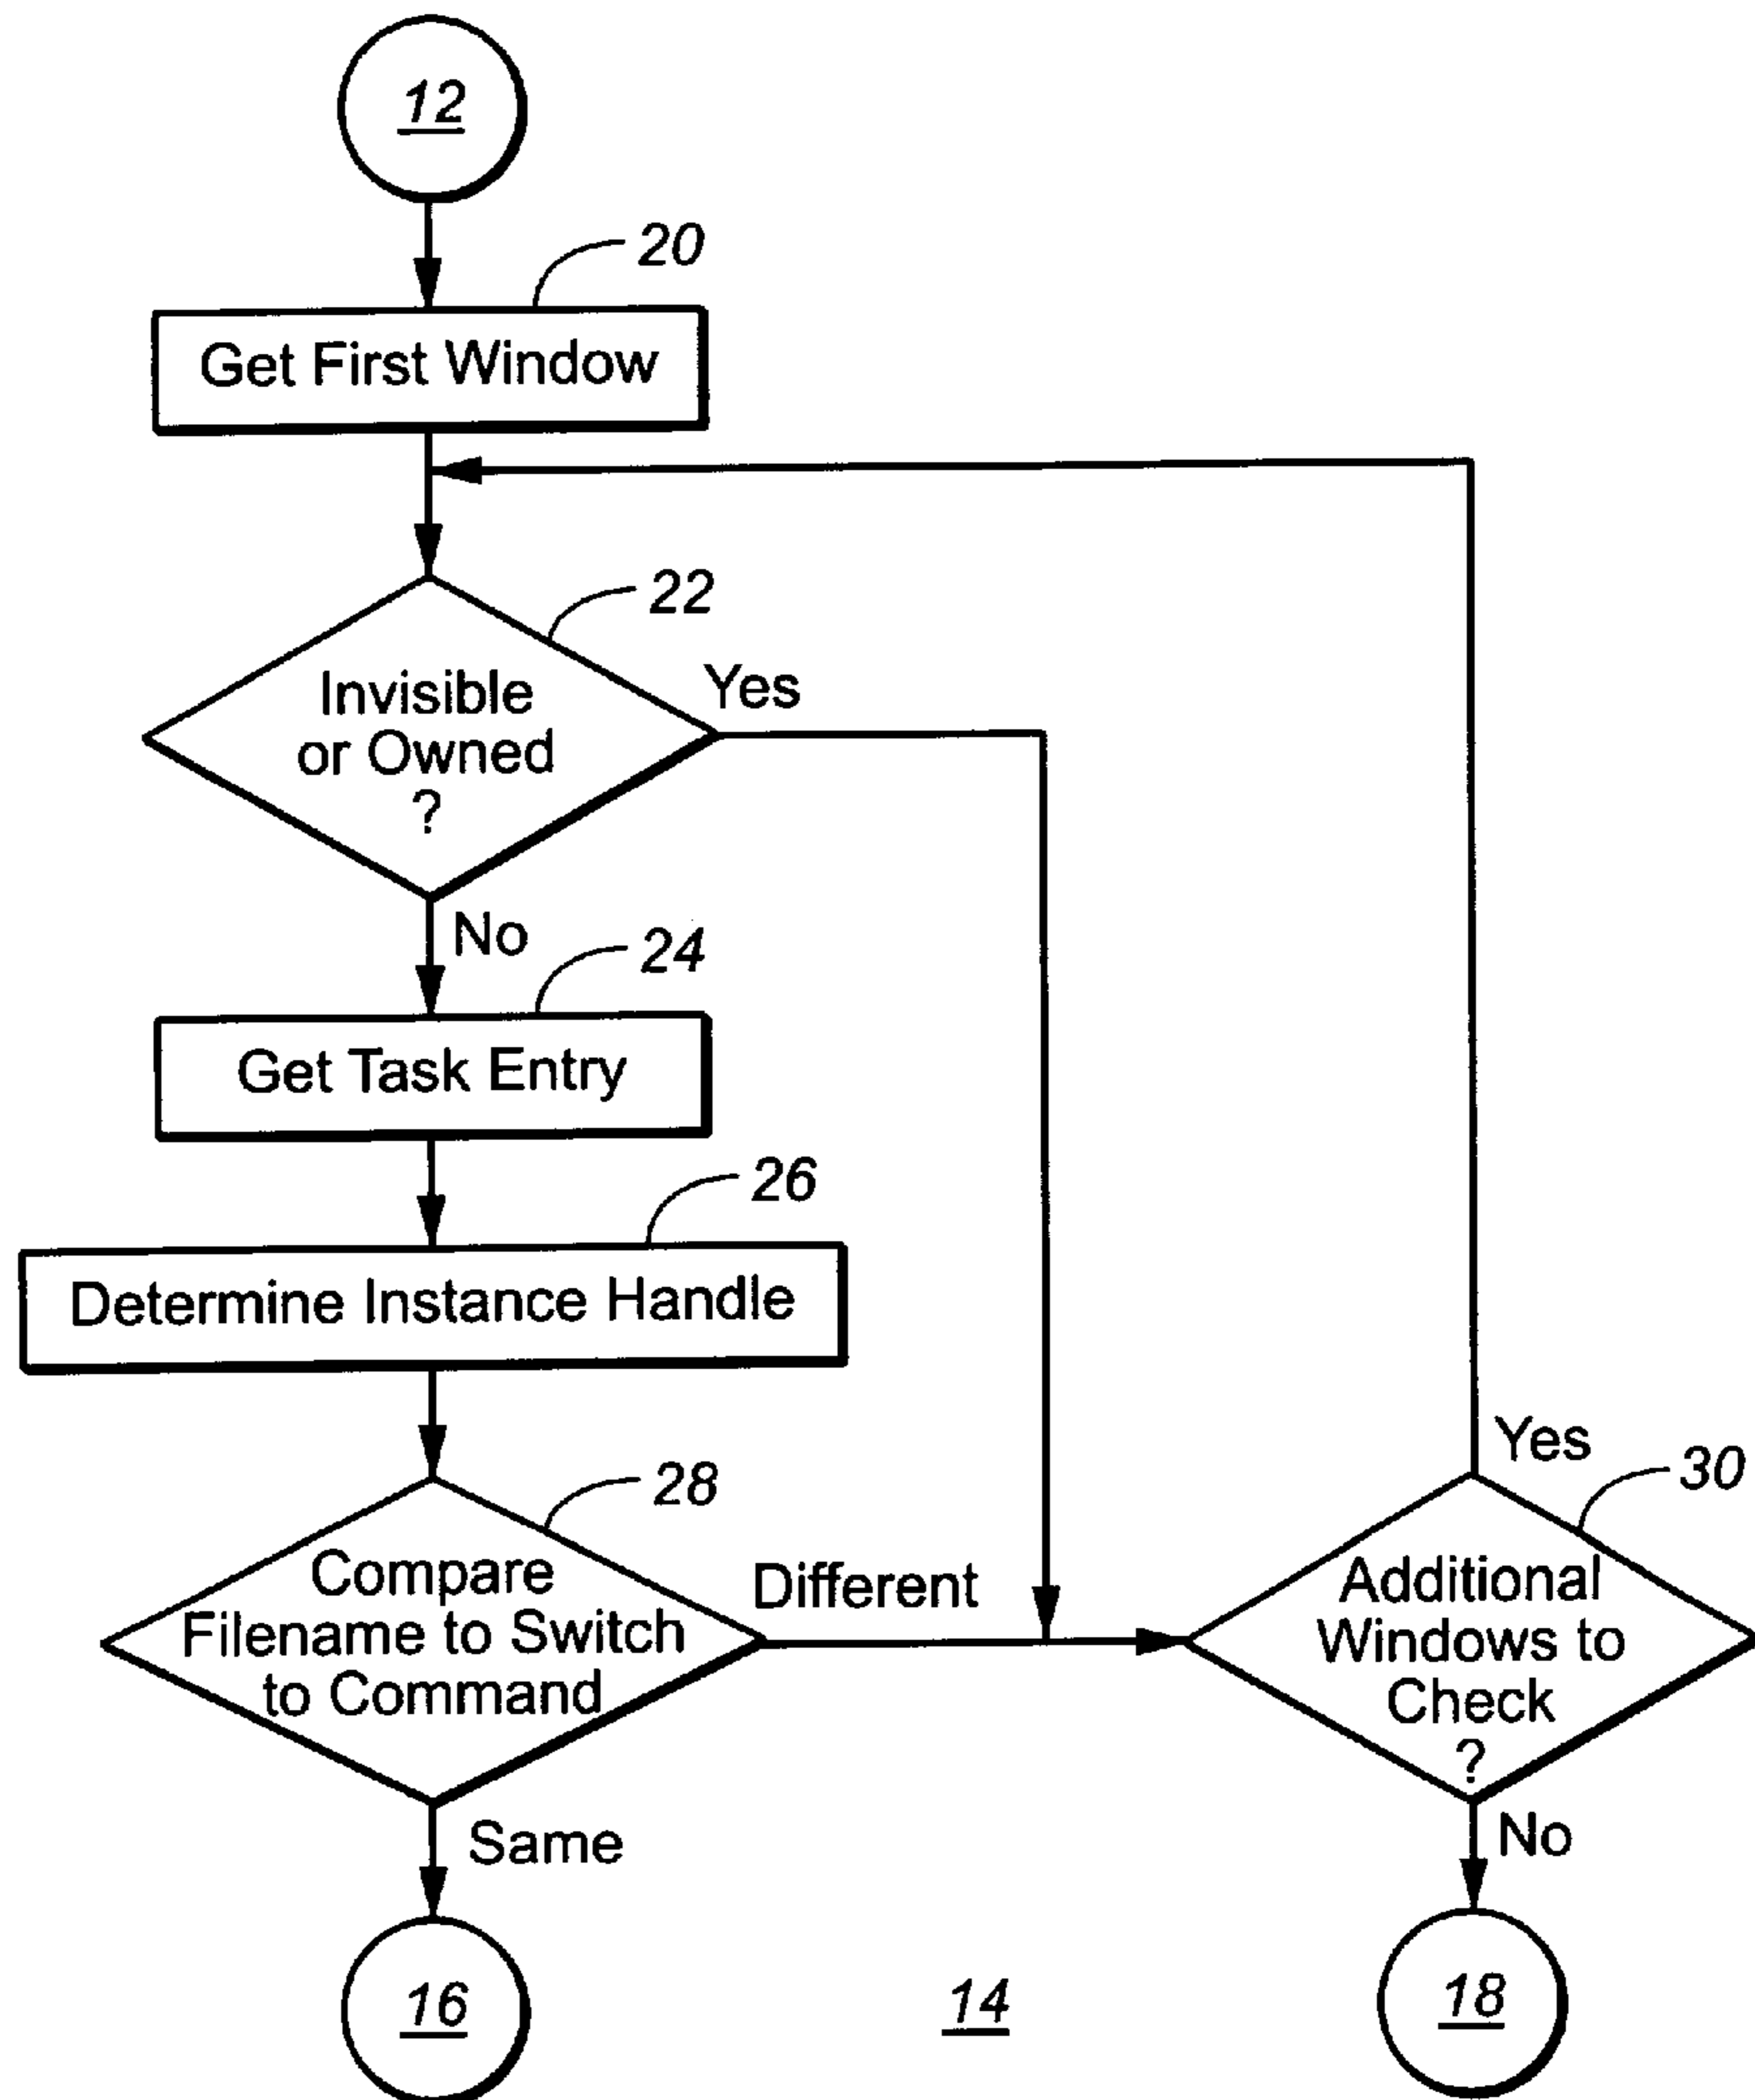 12
20
Get First Window
22
Invisible
or Owned
?
Yes
No
24
Get Task Entry
26
Determine Instance Handle
28
Compare
Filename to Switch
to Command
Different
Same
Yes
30
Additional
Windows to
Check
?
No
16
14
18